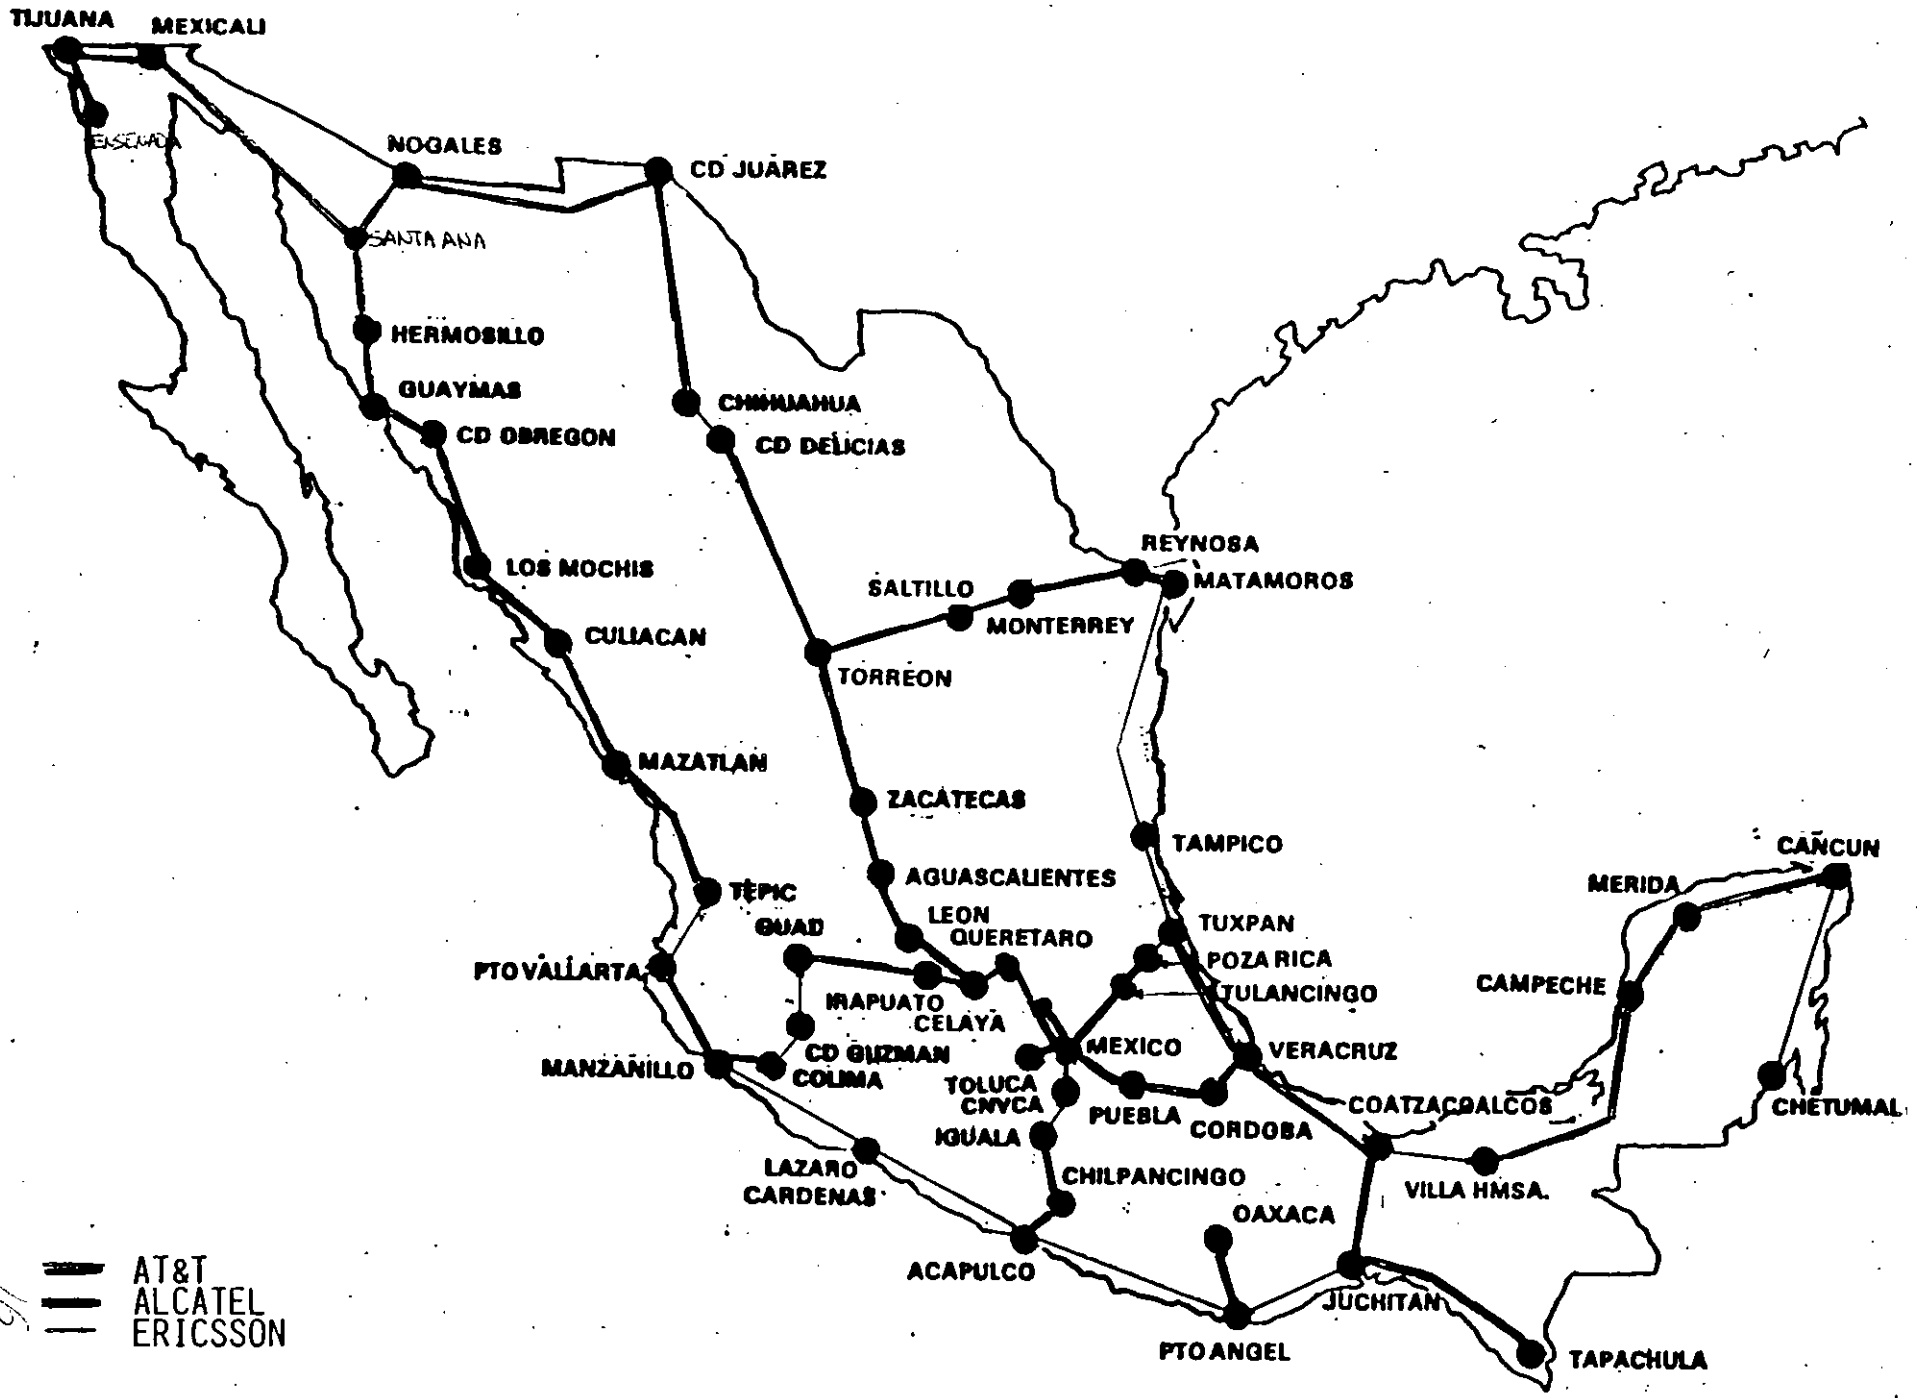 TIJUANA
MEXICALI
ENSENADA
NOGALES
CD JUAREZ
SANTA ANA
HERMOSILLO
GUAYMAS
CD OBREGON
CHIHUAHUA
CD DELICIAS
LOS MOCHIS
REYNOSA
MATAMOROS
SALTILLO
MONTERREY
CULIACAN
TORREON
MAZATLAN
ZACATECAS
TAMPICO
CANCUN
MERIDA
AGUASCALIENTES
TEPIC
LEON
QUERETARO
TUXPAN
GUAD
POZA RICA
PTO VALLARTA
IRAPUATO
TULANCINGO
CAMPECHE
CELAYA
MEXICO
VERACRUZ
CD GUZMAN
MANZANILLO
COLIMA
TOLUCA
CNVCA
PUEBLA
CORDOBA
COATZACOALCOS
CHETUMAL
IGUALA
LAZARO
CARDENAS
CHILPANCINGO
VILLA HMSA.
OAXACA
ACAPULCO
JUCHITAN
PTO ANGEL
TAPACHULA
AT&T
ALCATEL
ERICSSON